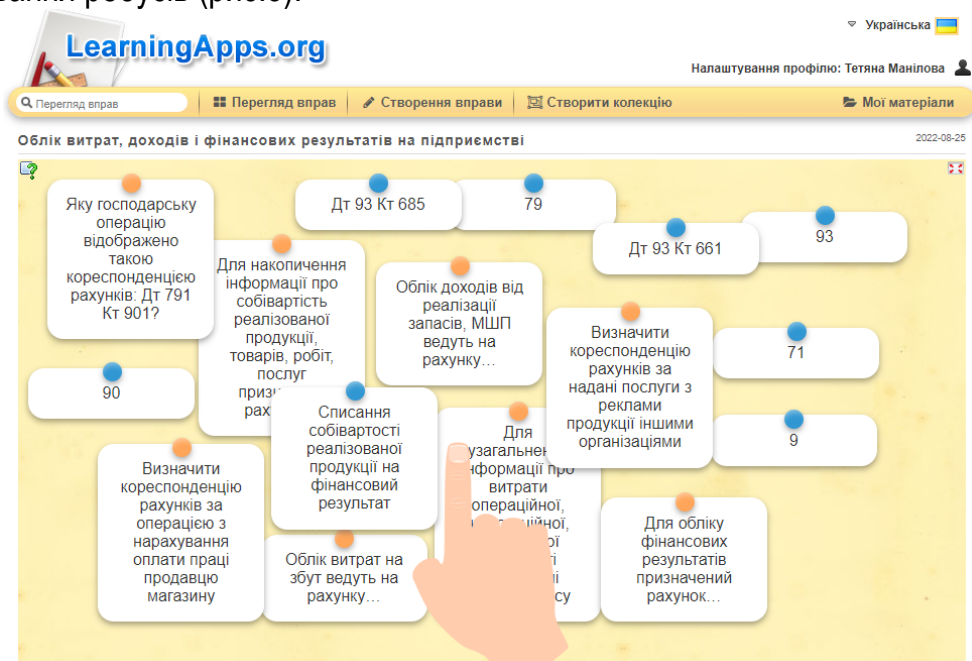 LearningApps.org
Українська
Налаштування профілю: Тетяна Манілова
Перегляд вправ
Перегляд вправ
Створення вправи
Створити колекцію
Мої матеріали
Облік витрат, доходів і фінансових результатів на підприємстві
2022-08-25
Яку господарську
операцію
відображено
такою
кореспонденцією
рахунків: Дт 791
Кт 901?
Дт 93 Кт 685
79
Дт 93 Кт 661
93
Для накопичення
інформації про
собівартість
реалізованої
продукції,
товарів, робіт,
послуг
Облік доходів від
реалізації
запасів, МШП
ведуть на
рахунку…
Визначити
кореспонденцію
рахунків за
надані послуги з
реклами
продукції іншими
організаціями
71
90
Списання
собівартості
реалізованої
продукції на
фінансовий
результат
Для
інформації про
витрати
операційної,
9
Визначити
кореспонденцію
рахунків за
операцією з
нарахування
оплати праці
продавцю
магазину
Облік витрат на
збут ведуть на
рахунку…
Для обліку
фінансових
результатів
призначений
рахунок…